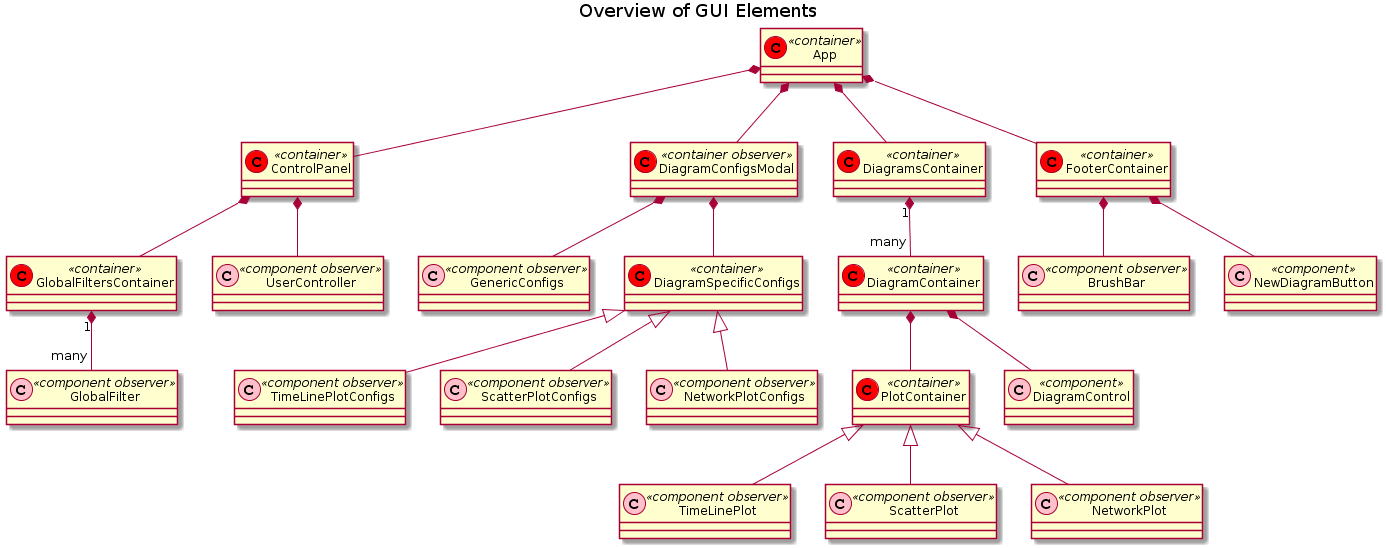 Overview of GUI Elements
C «container»
App
C «container»
ControlPanel
C «container observer»
DiagramConfigsModal
C «container»
DiagramsContainer
C «container»
FooterContainer
1
many
C «container»
GlobalFiltersContainer
C «component observer»
UserController
C «component observer»
GenericConfigs
C «container»
DiagramSpecificConfigs
C «container»
DiagramContainer
C «component observer»
BrushBar
C «component»
NewDiagramButton
1
many
C «component observer»
GlobalFilter
C «component observer»
TimeLinePlotConfigs
C «component observer»
ScatterPlotConfigs
C «component observer»
NetworkPlotConfigs
C «container»
PlotContainer
C «component»
DiagramControl
C «component observer»
TimeLinePlot
C «component observer»
ScatterPlot
C «component observer»
NetworkPlot